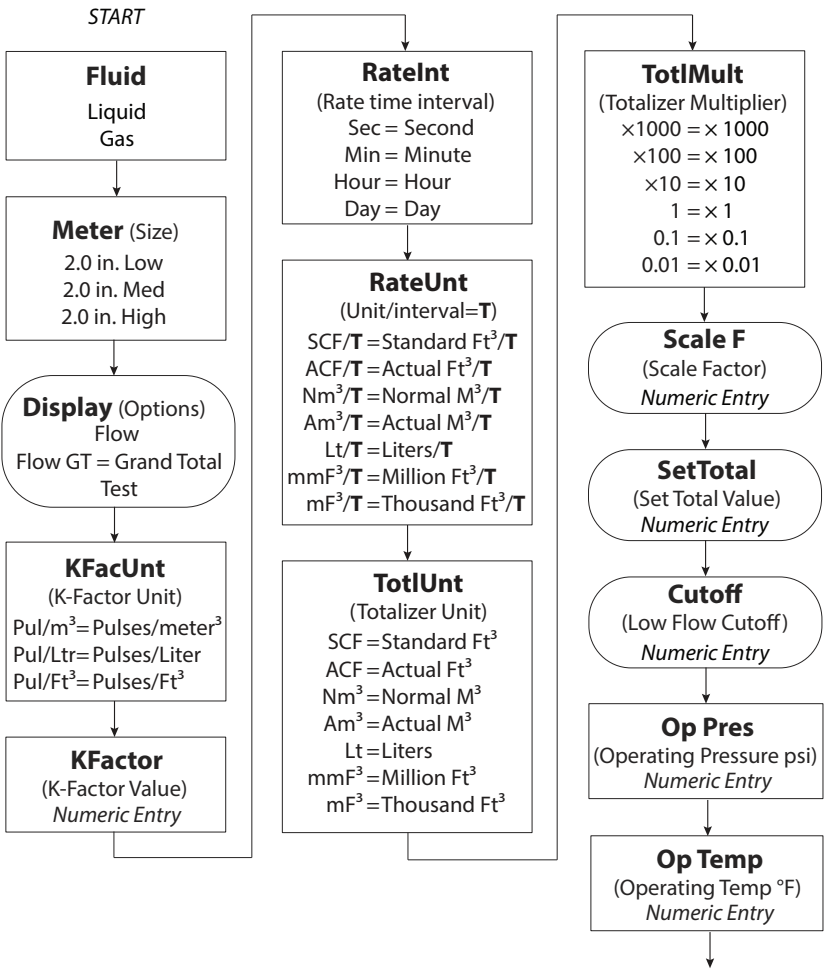 START
Fluid
Liquid
Gas
Meter (Size)
2.0 in. Low
2.0 in. Med
2.0 in. High
Display (Options)
Flow
Flow GT = Grand Total
Test
KFacUnt
(K-Factor Unit)
Pul/m³=Pulses/meter³
Pul/Ltr=Pulses/Liter
Pul/Ft³=Pulses/Ft³
KFactor
(K-Factor Value)
Numeric Entry
RateInt
(Rate time interval)
Sec = Second
Min = Minute
Hour = Hour
Day = Day
RateUnt
(Unit/interval=T)
SCF/T =Standard Ft³/T
ACF/T =Actual Ft³/T
Nm³/T =Normal M³/T
Am³/T =Actual M³/T
Lt/T =Liters/T
mmF³/T =Million Ft³/T
mF³/T =Thousand Ft³/T
TotlUnt
(Totalizer Unit)
SCF =Standard Ft³
ACF =Actual Ft³
Nm³ =Normal M³
Am³ =Actual M³
Lt =Liters
mmF³ =Million Ft³
mF³ =Thousand Ft³
TotlMult
(Totalizer Multiplier)
×1000 = × 1000
×100 = × 100
×10 = × 10
1 = × 1
0.1 = × 0.1
0.01 = × 0.01
Scale F
(Scale Factor)
Numeric Entry
SetTotal
(Set Total Value)
Numeric Entry
Cutoff
(Low Flow Cutoff)
Numeric Entry
Op Pres
(Operating Pressure psi)
Numeric Entry
Op Temp
(Operating Temp °F)
Numeric Entry